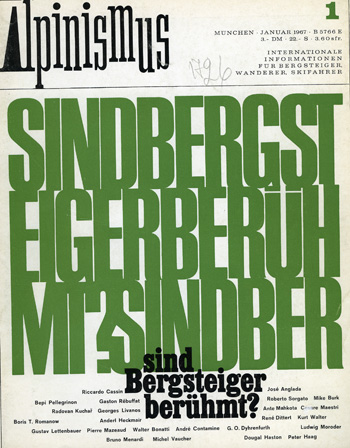 Alpinismus
1
MÜNCHEN · JANUAR 1967 · B 5766 E
3.- DM · 22.- S · 3.60 sfr.
INTERNATIONALE
INFORMATIONEN
FÜR BERGSTEIGER,
WANDERER, SKIFAHRER
SINDBERGST
EIGERBERÜH
MT?SINDBER
sind
Bergsteiger
berühmt?
Riccardo Cassin
José Anglada
Bepi Pellegrinon
Gaston Rébuffat
Roberto Sorgato
Mike Burk
Radovan Kuchař
Georges Livanos
Ante Mahkota
Maestri
Boris T. Romanow
Anderl Heckmair
René Dittert
Kurt Walter
Gustav Lettenbauer
Pierre Mazeaud
Walter Bonatti
André Contamine
G. O. Dyhrenfurth
Ludwig Moroder
Bruno Menardi
Michel Vaucher
Dougal Haston
Peter Haag